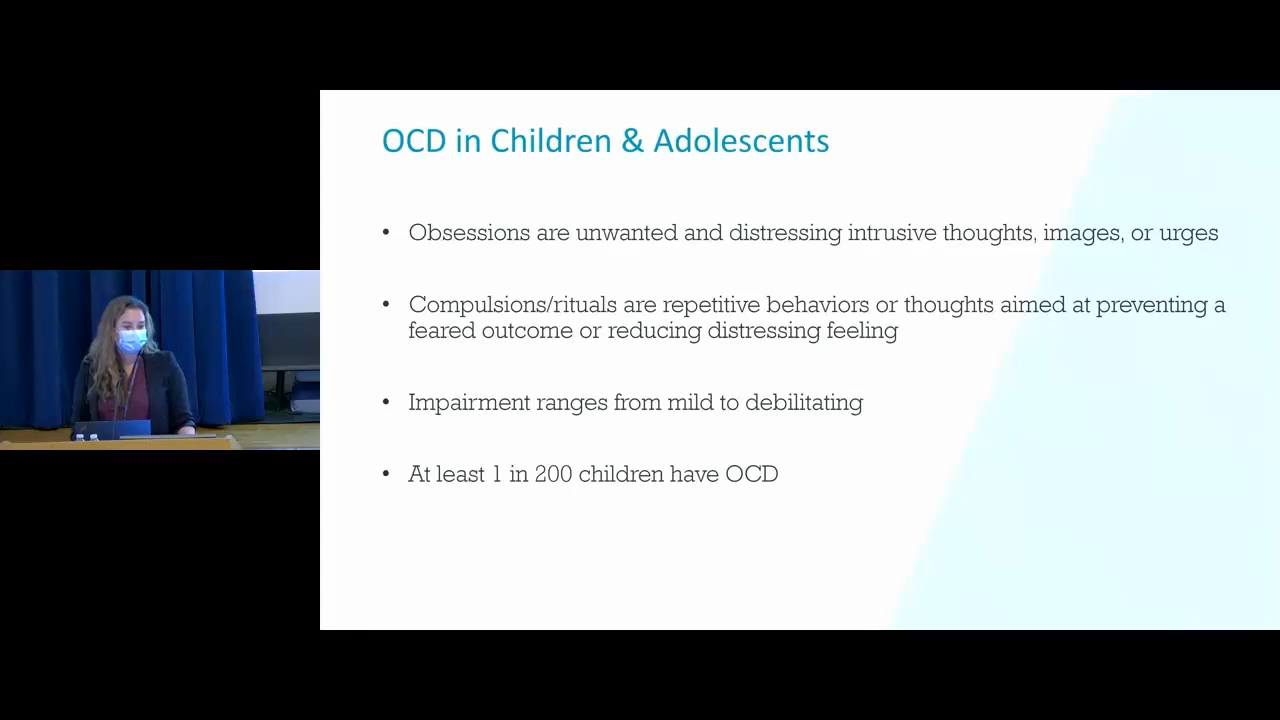 OCD in Children & Adolescents
• Obsessions are unwanted and distressing intrusive thoughts, images, or urges
• Compulsions/rituals are repetitive behaviors or thoughts aimed at preventing a
feared outcome or reducing distressing feeling
• Impairment ranges from mild to debilitating
• At least 1 in 200 children have OCD